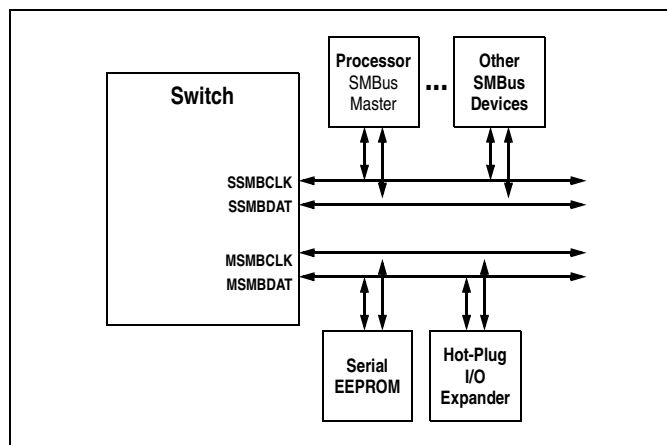 Switch
Processor
SMBus
Master
...
Other
SMBus
Devices
SSMBCLK
SSMBDAT
MSMBCLK
MSMBDAT
Serial
EEPROM
Hot-Plug
I/O
Expander